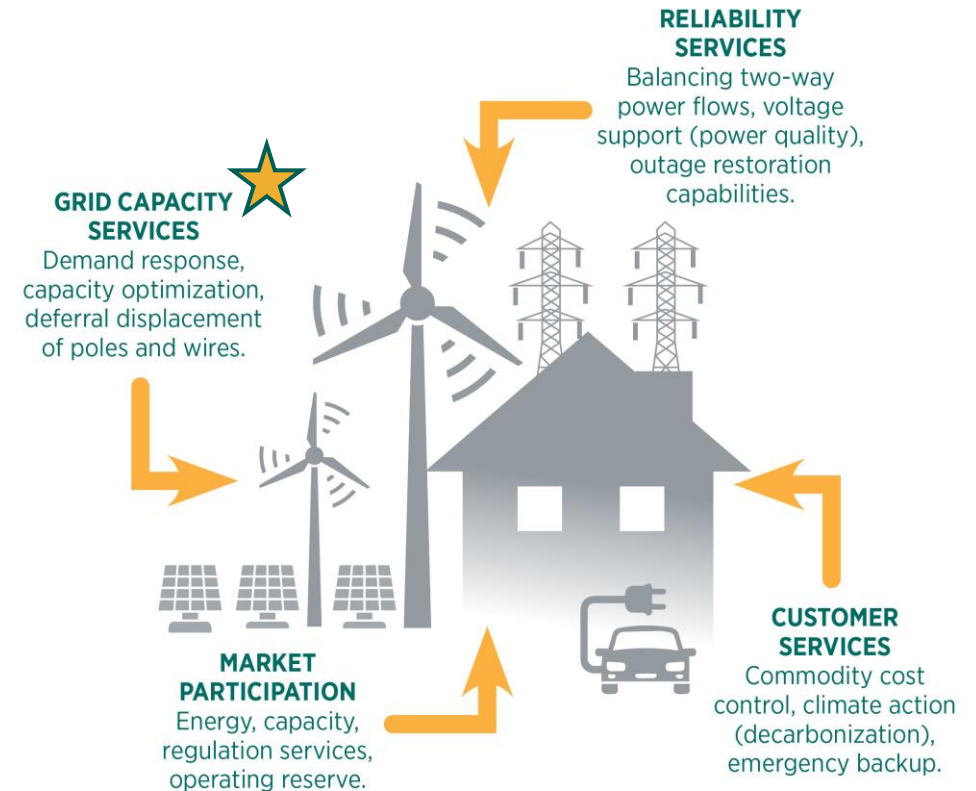 RELIABILITY
SERVICES
Balancing two-way
power flows, voltage
support (power quality),
outage restoration
capabilities.
GRID CAPACITY
SERVICES
Demand response,
capacity optimization,
deferral displacement
of poles and wires.
MARKET
PARTICIPATION
Energy, capacity,
regulation services,
operating reserve.
CUSTOMER
SERVICES
Commodity cost
control, climate action
(decarbonization),
emergency backup.